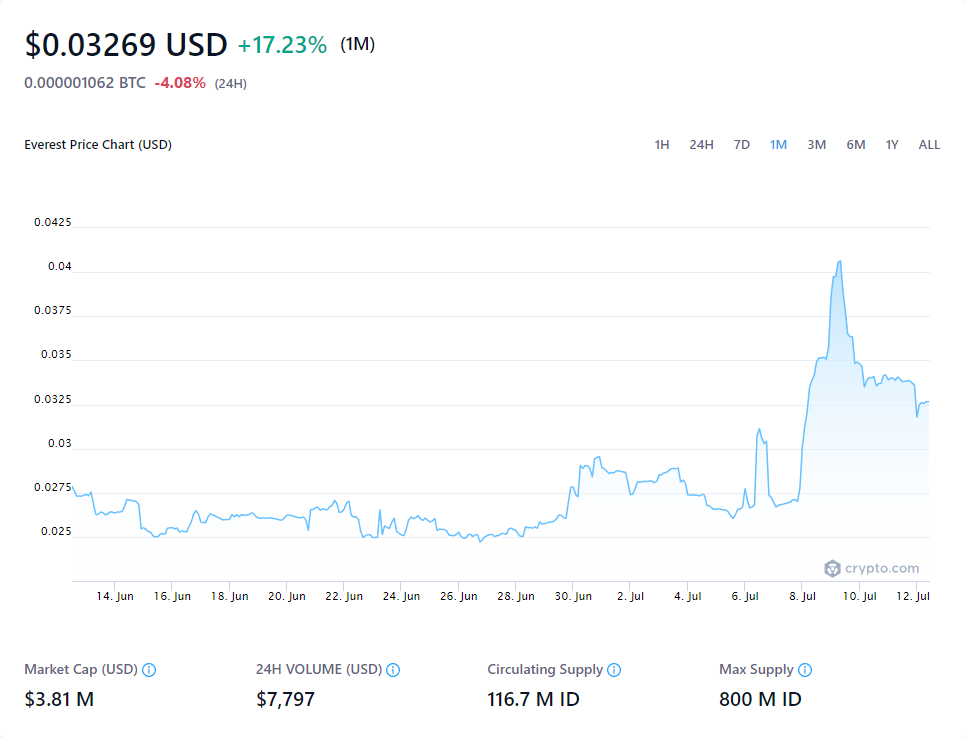 $0.03269 USD +17.23% (1M)
0.000001062 BTC -4.08% (24H)
Everest Price Chart (USD) 1H 24H 7D 1M 3M 6M 1Y ALL
0.0425
0.04
0.0375
0.035
0.0325
0.03
0.0275
0.025
crypto.com
14. Jun 16. Jun 18. Jun 20. Jun 22. Jun 24. Jun 26. Jun 28. Jun 30. Jun 2. Jul 4. Jul 6. Jul 8. Jul 10. Jul 12. Jul
Market Cap (USD) 24H VOLUME (USD) Circulating Supply Max Supply
$3.81 M $7,797 116.7 M ID 800 M ID